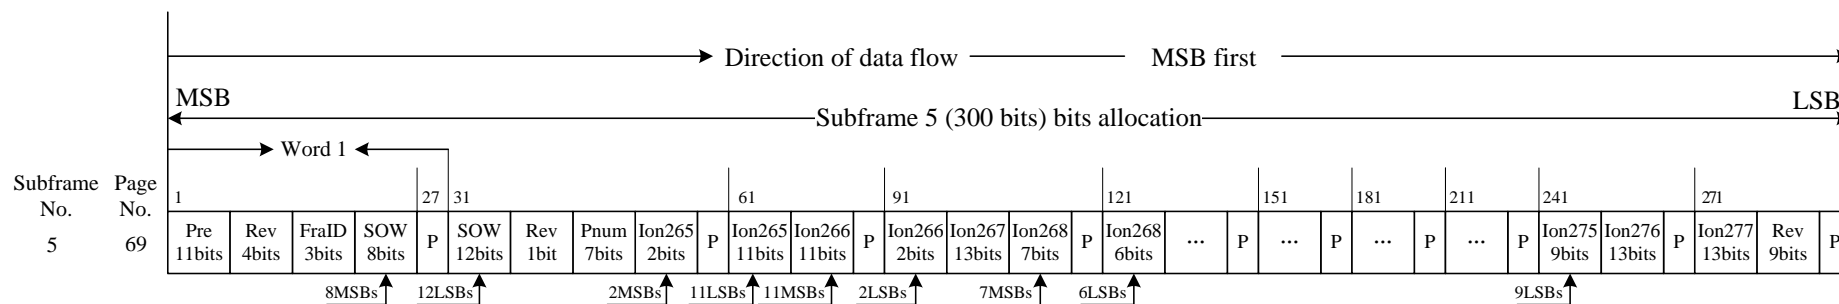 Direction of data flow MSB first
MSB LSB
Subframe 5 (300 bits) bits allocation
Word 1
Subframe No. Page No. 1 27 31 61 91 121 151 181 211 241 271
5 69 Pre 11bits Rev 4bits FraID 3bits SOW 8bits P SOW 12bits Rev 1bit Pnum 7bits Ion265 2bits P Ion265 11bits Ion266 11bits P Ion266 2bits Ion267 13bits Ion268 7bits P Ion268 6bits ... P ... P ... P ... P Ion275 9bits Ion276 13bits P Ion277 13bits Rev 9bits P
8MSBs 12LSBs 2MSBs 11LSBs 11MSBs 2LSBs 7MSBs 6LSBs 9LSBs